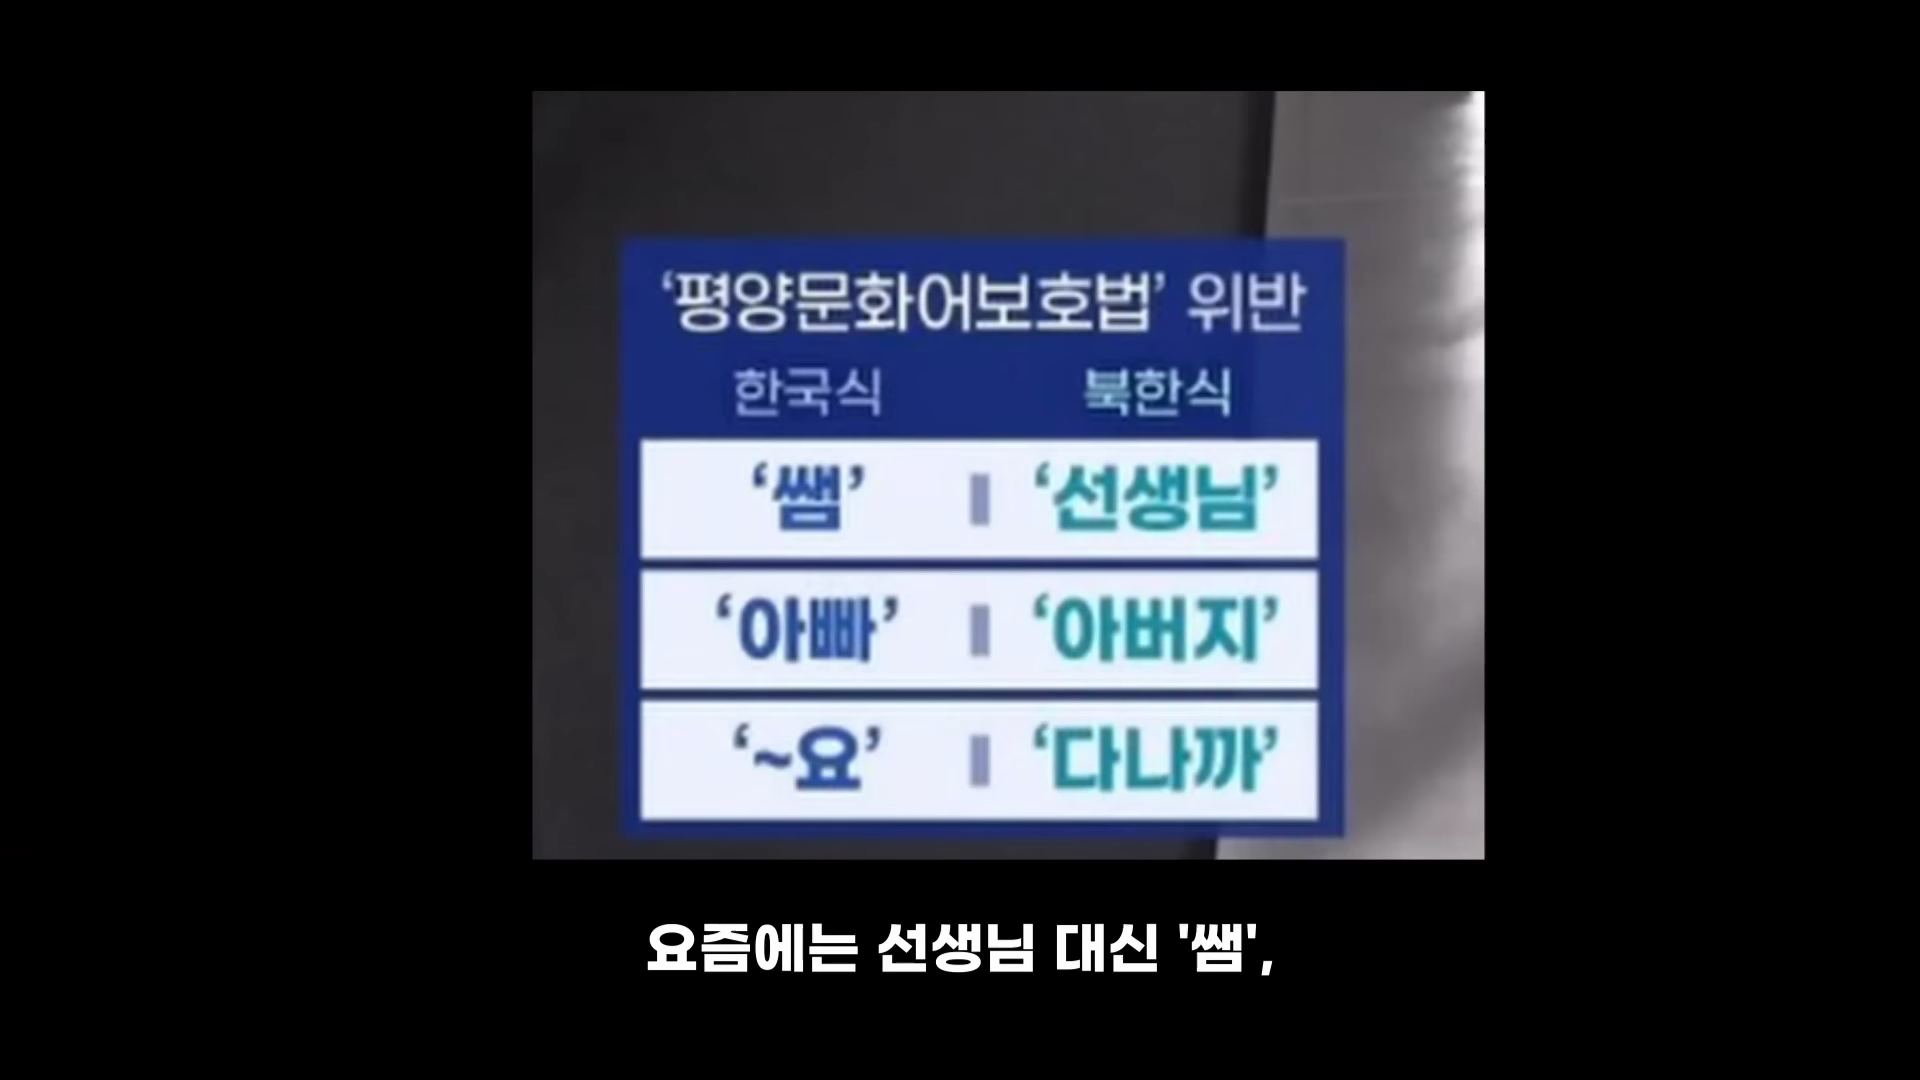 ‘평양문화어보호법’ 위반
한국식 북한식
‘쌤’ ‘선생님’
‘아빠’ ‘아버지’
‘~요’ ‘다나까’
요즘에는 선생님 대신 '쌤',